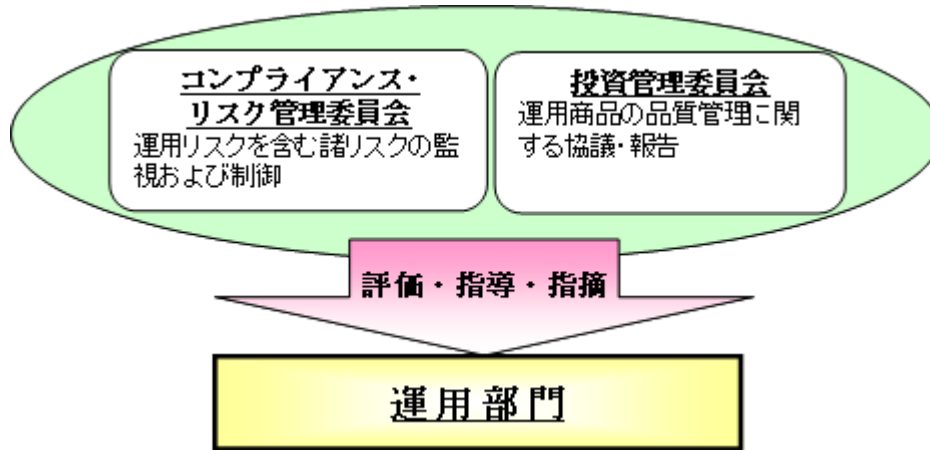 コンプライアンス・
リスク管理委員会
運用リスクを含む諸リスクの監
視および制御
投資管理委員会
運用商品の品質管理に関
する協議・報告
評価・指導・指摘
運用部門